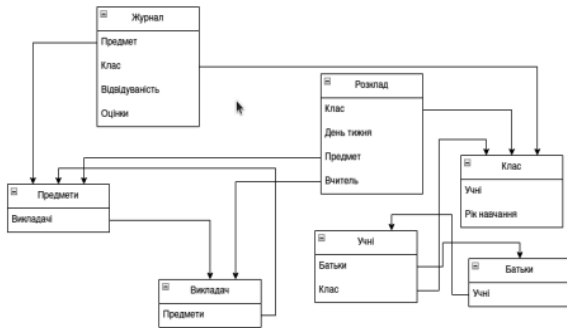 Журнал
Предмет
Клас
Відвідуваність
Оцінки
Розклад
Клас
День тижня
Предмет
Вчитель
Клас
Учні
Рік навчання
Предмети
Викладачі
Учні
Батьки
Клас
Батьки
Учні
Викладач
Предмети